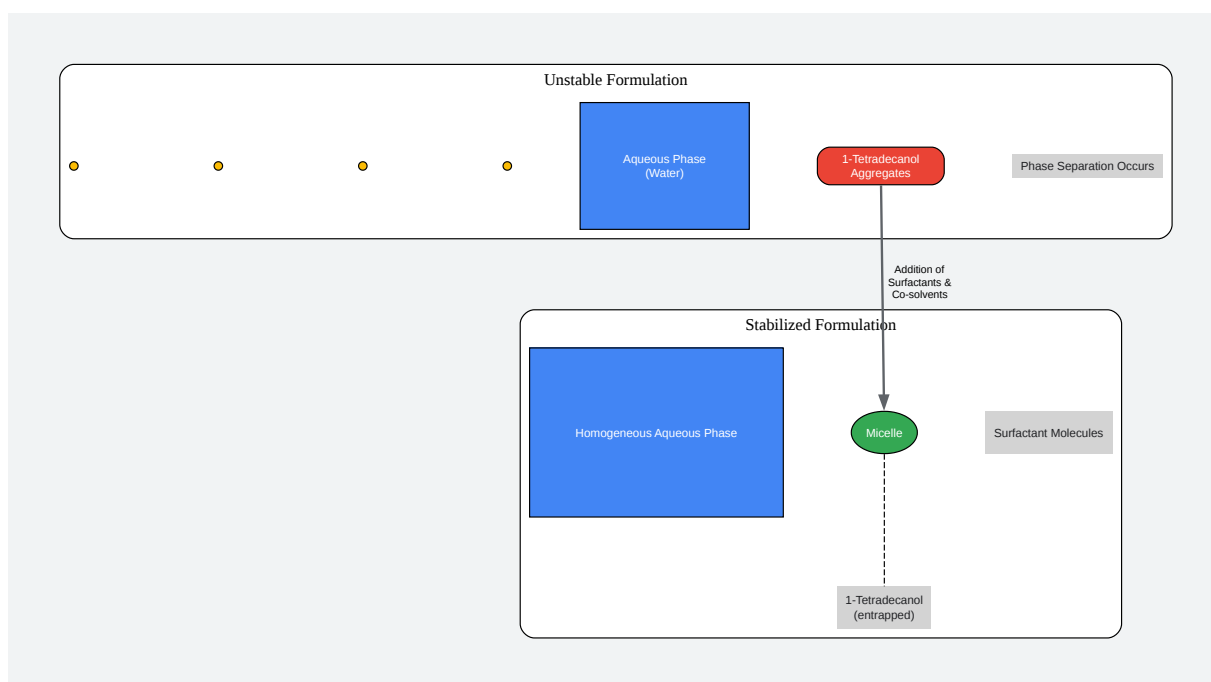 Unstable Formulation
Aqueous Phase
(Water)
1-Tetradecanol
Aggregates
Phase Separation Occurs
Addition of
Surfactants &
Co-solvents
Stabilized Formulation
Homogeneous Aqueous Phase
Micelle
Surfactant Molecules
1-Tetradecanol
(entrapped)